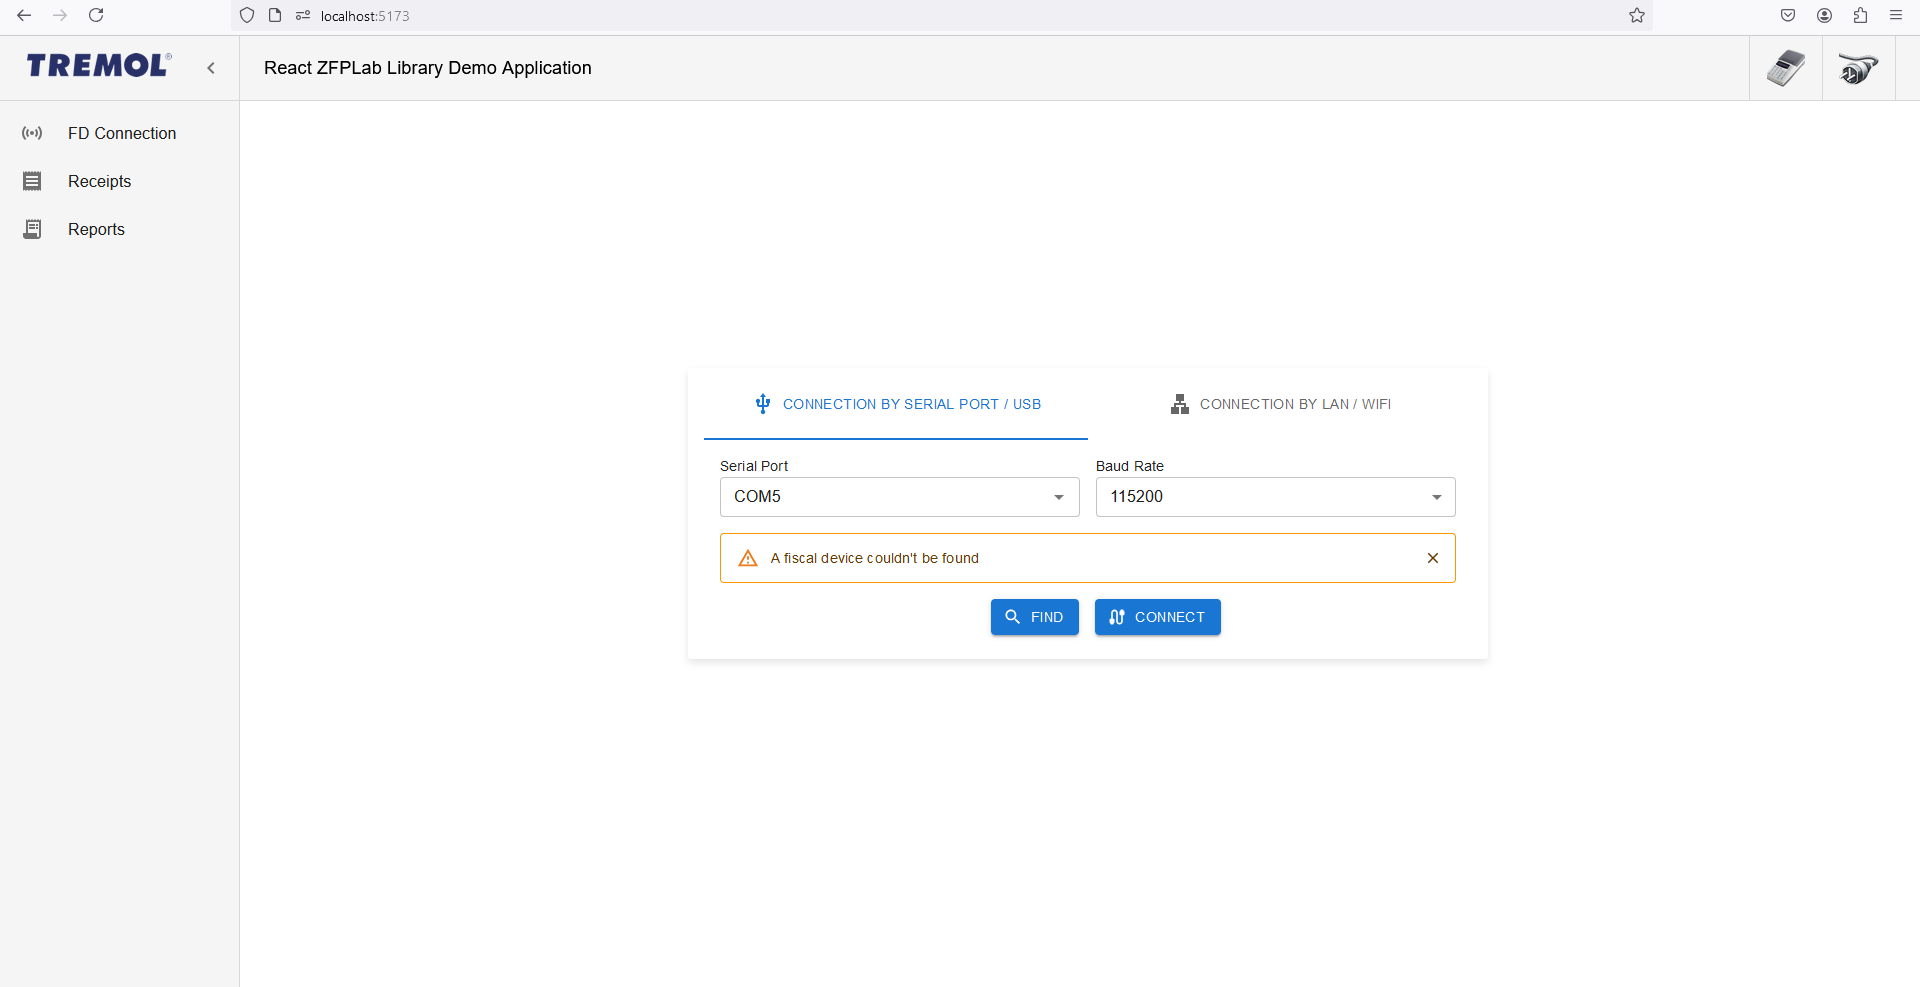 localhost:5173
TREMOL®
React ZFPLab Library Demo Application
FD Connection
Receipts
Reports
CONNECTION BY SERIAL PORT / USB
CONNECTION BY LAN / WIFI
Serial Port
Baud Rate
COM5
115200
A fiscal device couldn't be found
FIND
CONNECT